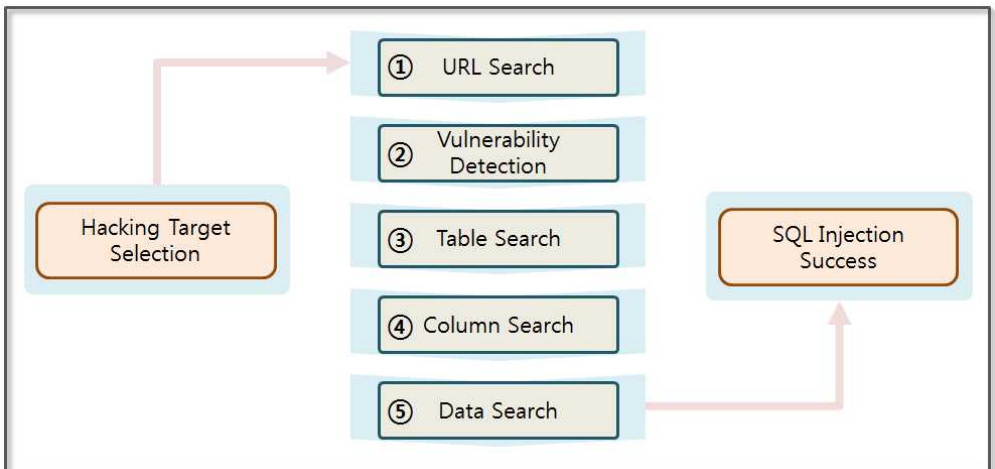 Hacking Target
Selection
① URL Search
② Vulnerability
Detection
③ Table Search
④ Column Search
⑤ Data Search
SQL Injection
Success